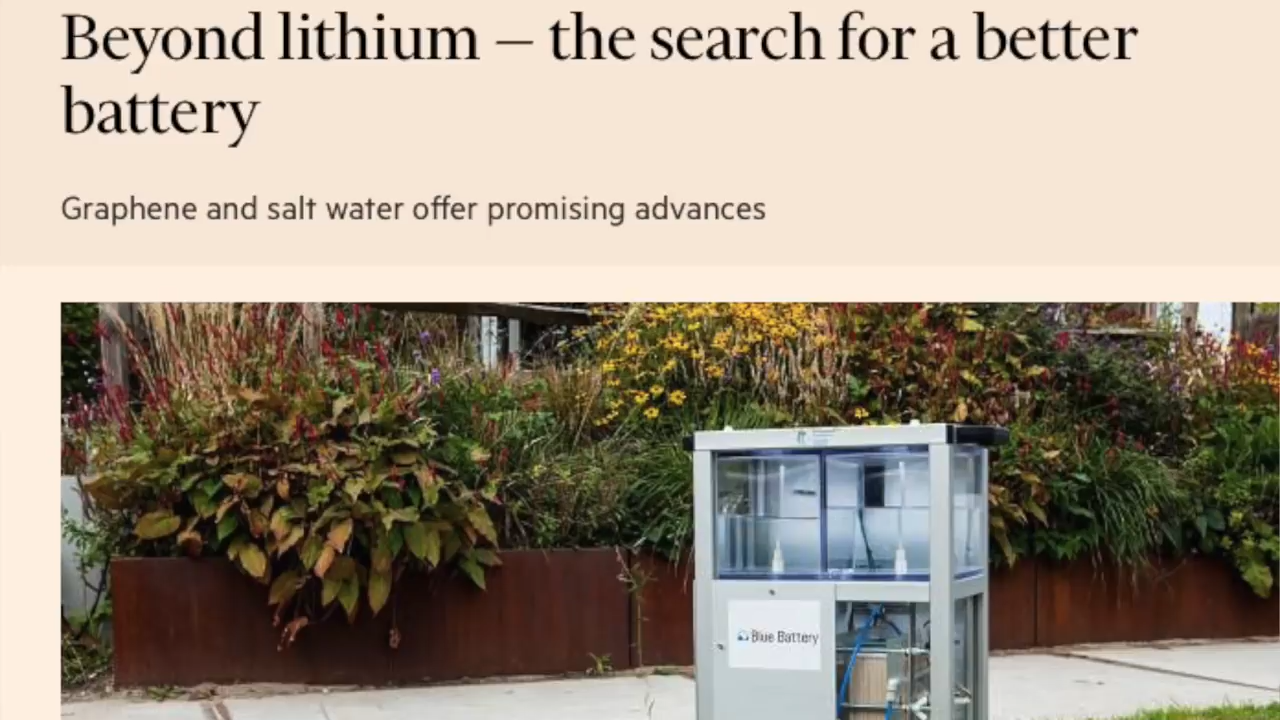 Beyond lithium – the search for a better
battery
Graphene and salt water offer promising advances
Blue Battery